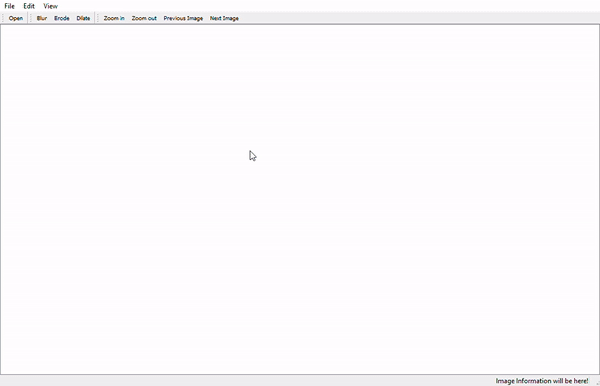 File Edit View
Open Blur Erode Dilate Zoom in Zoom out Previous Image Next Image
Image Information will be here!